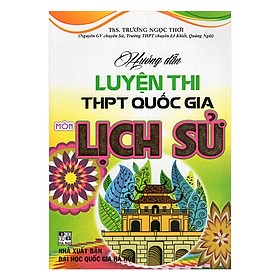 ThS. TRƯƠNG NGỌC THƠI
(Nguyên GV chuyên Sử, Trường THPT chuyên Lê Khiết, Quảng Ngãi)
Hướng dẫn
LUYỆN THI
THPT QUỐC GIA
MÔN
LỊCH SỬ
NHÀ XUẤT BẢN
ĐẠI HỌC QUỐC GIA HÀ NỘI